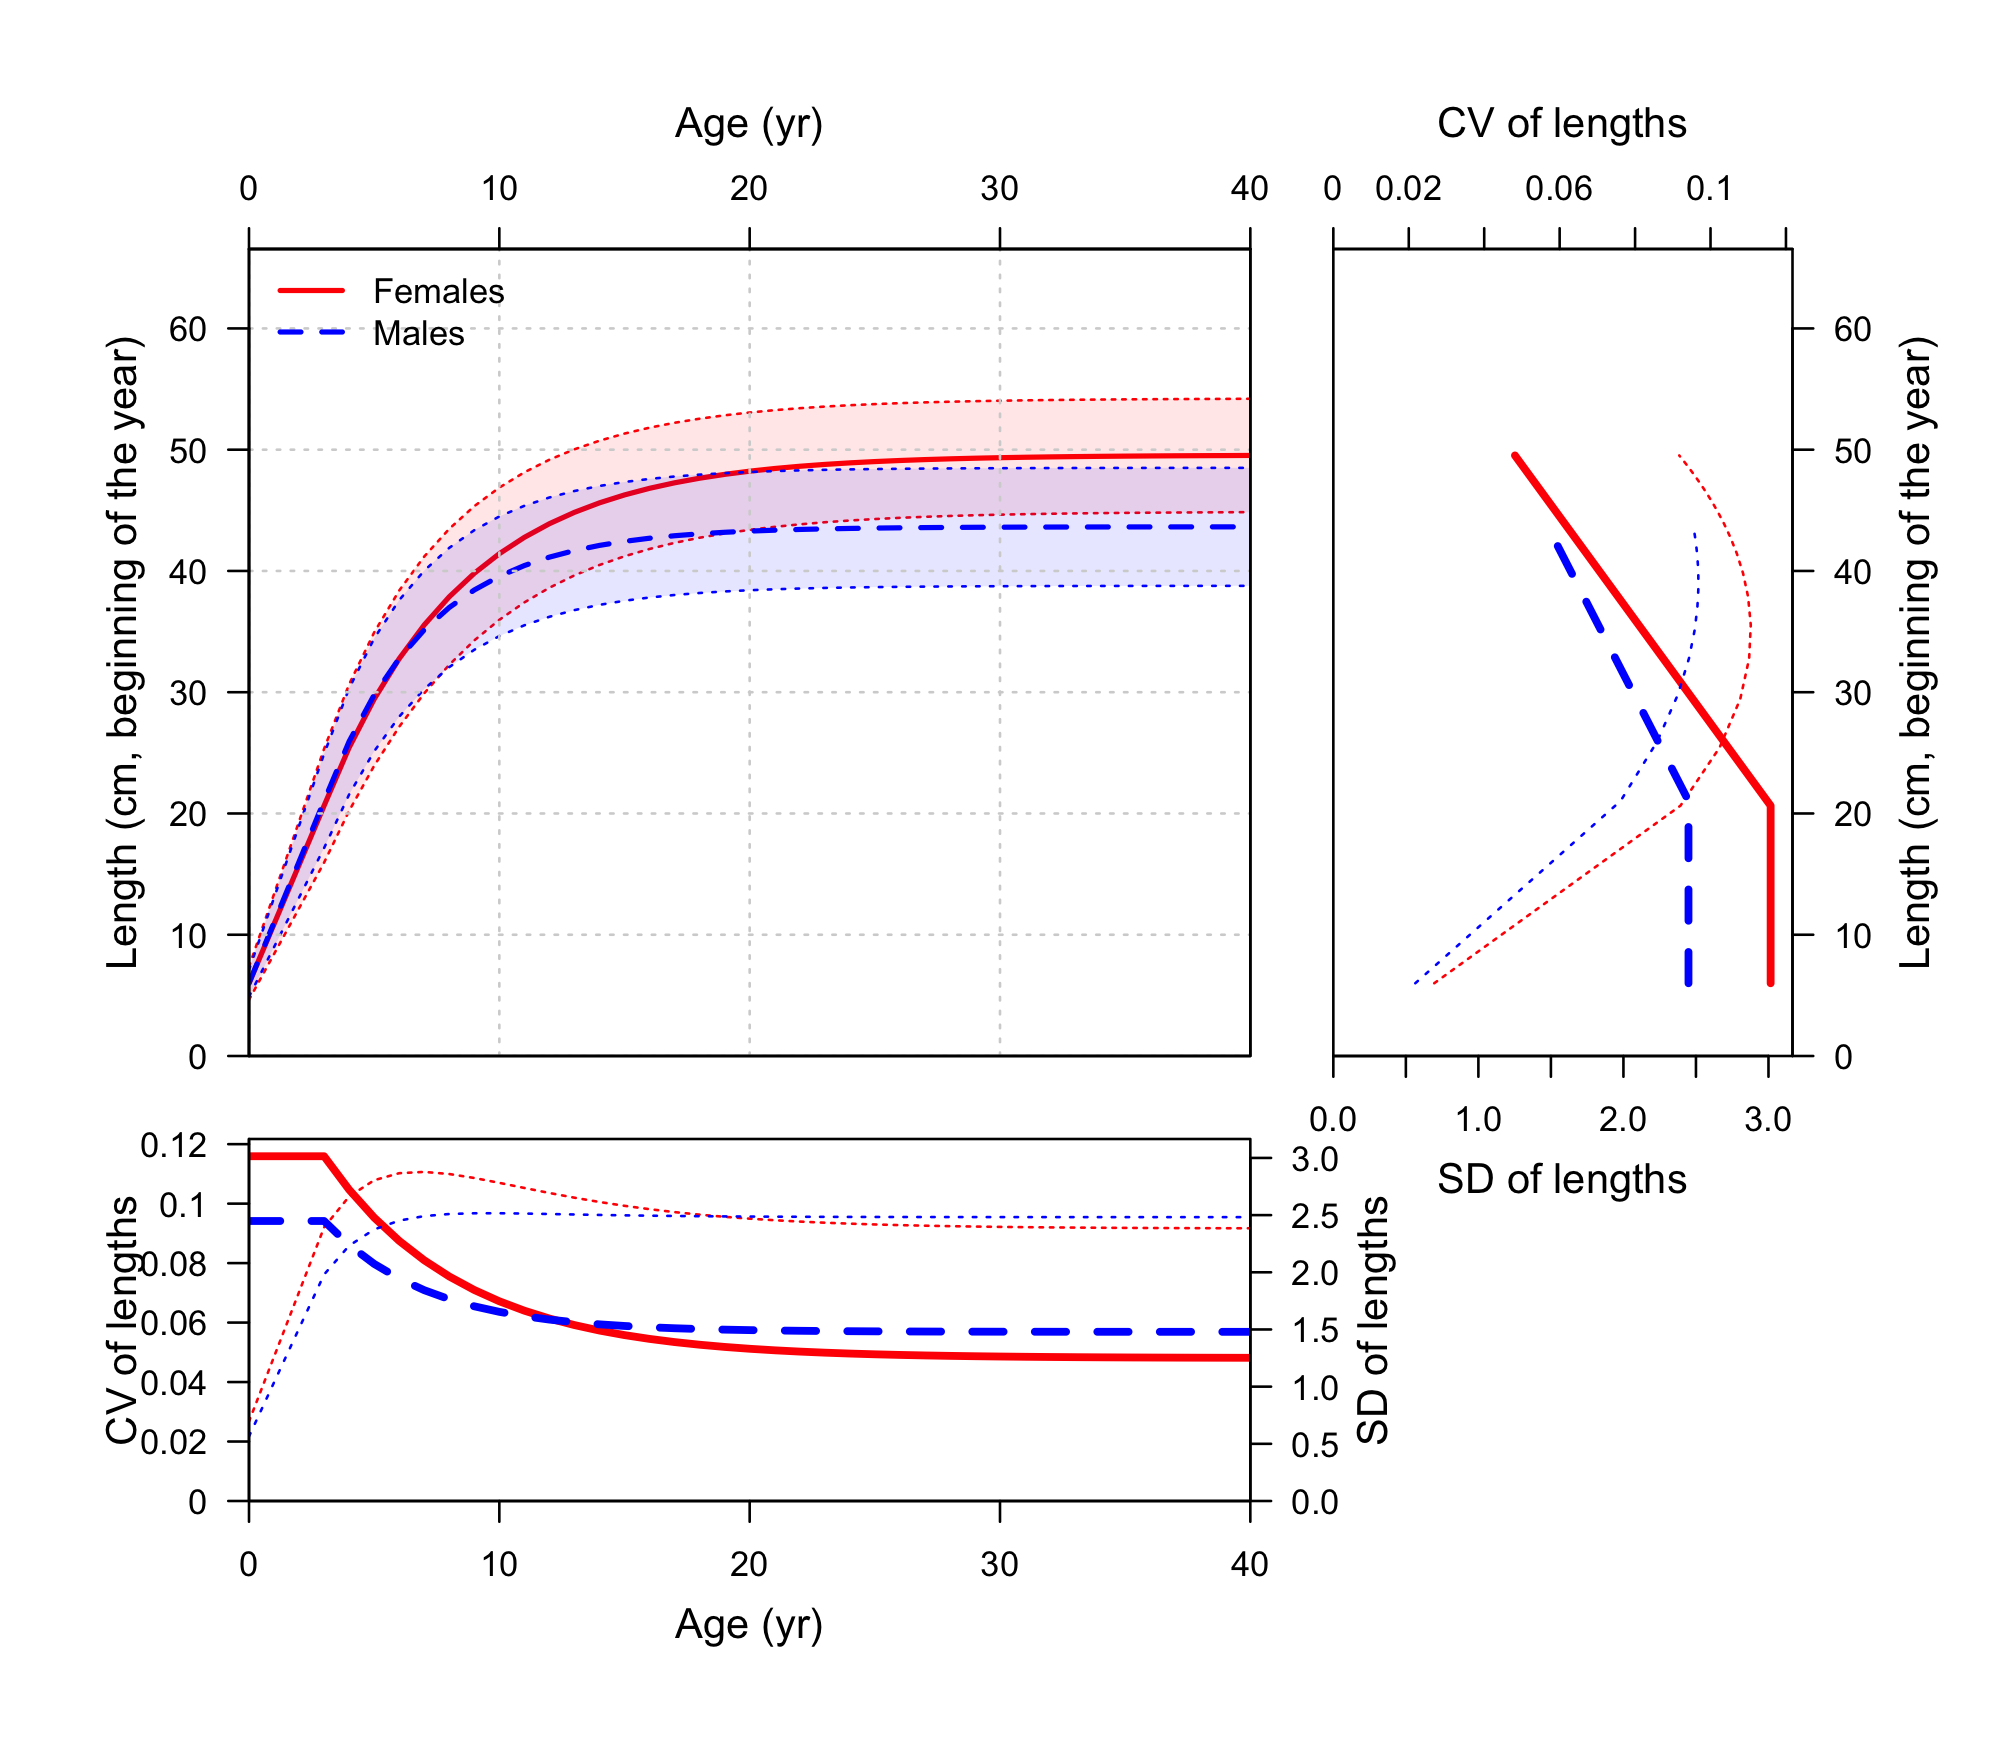 Age (yr)
CV of lengths
0 10 20 30 40
0 0.02 0.06 0.1
Females
Males
Length (cm, beginning of the year)
60
50
40
30
20
10
0
60
50
40
30
20
10
0
Length (cm, beginning of the year)
0.0 1.0 2.0 3.0
SD of lengths
CV of lengths
0.12
0.1
0.08
0.06
0.04
0.02
0
3.0
2.5
2.0
1.5
1.0
0.5
0.0
SD of lengths
0 10 20 30 40
Age (yr)